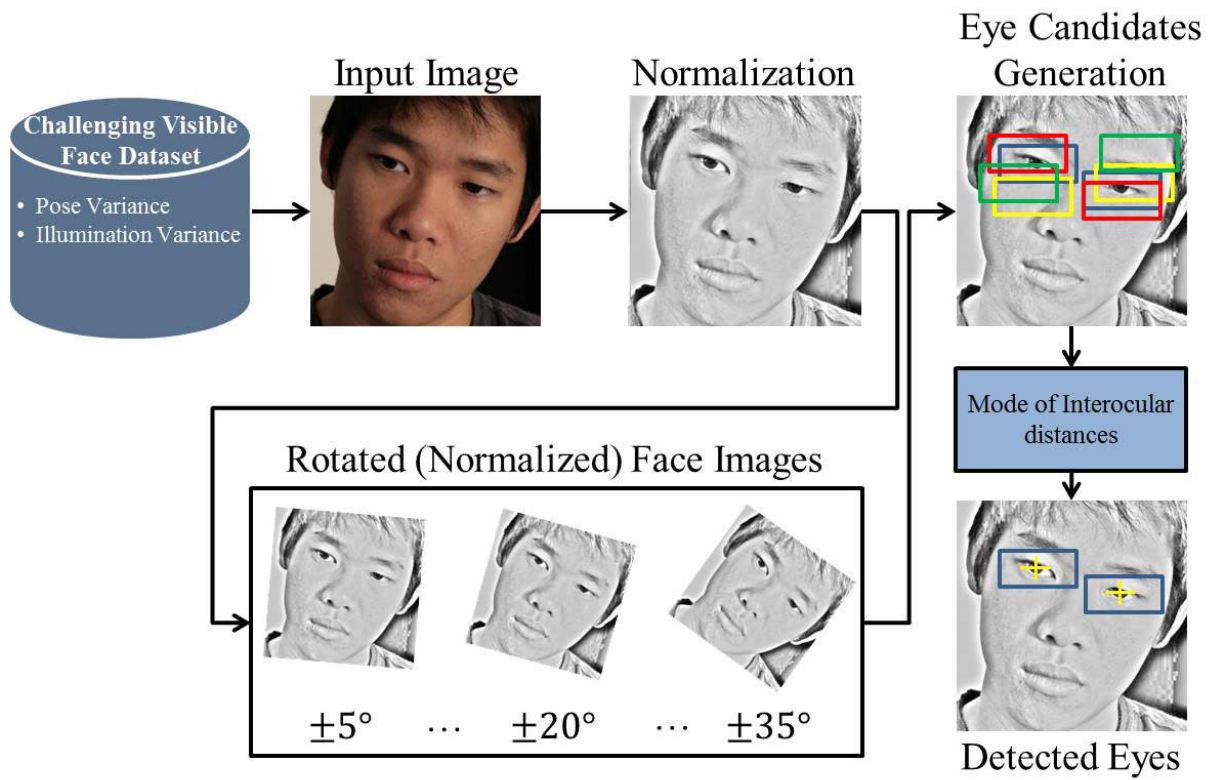 Challenging Visible
Face Dataset
• Pose Variance
• Illumination Variance
Input Image
Normalization
Eye Candidates
Generation
Mode of Interocular
distances
Rotated (Normalized) Face Images
±5° ... ±20° ... ±35°
Detected Eyes